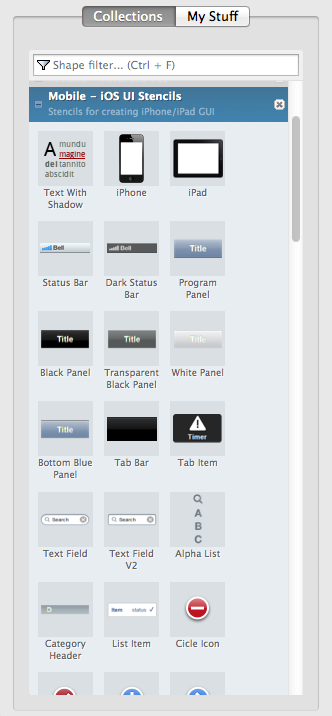 Collections My Stuff
Shape filter... (Ctrl + F)
Mobile - iOS UI Stencils
Stencils for creating iPhone/iPad GUI
A mundu
magine
del tannito
abscidit
Text With Shadow
iPhone
iPad
Bell
Status Bar
Bell
Dark Status Bar
Title
Program Panel
Title
Black Panel
Title
Transparent Black Panel
Title
White Panel
Title
Bottom Blue Panel
Tab Bar
Timer
Tab Item
Search
Text Field
Search
Text Field V2
A
B
C
Alpha List
D
Category Header
Item status
List Item
Cicle Icon